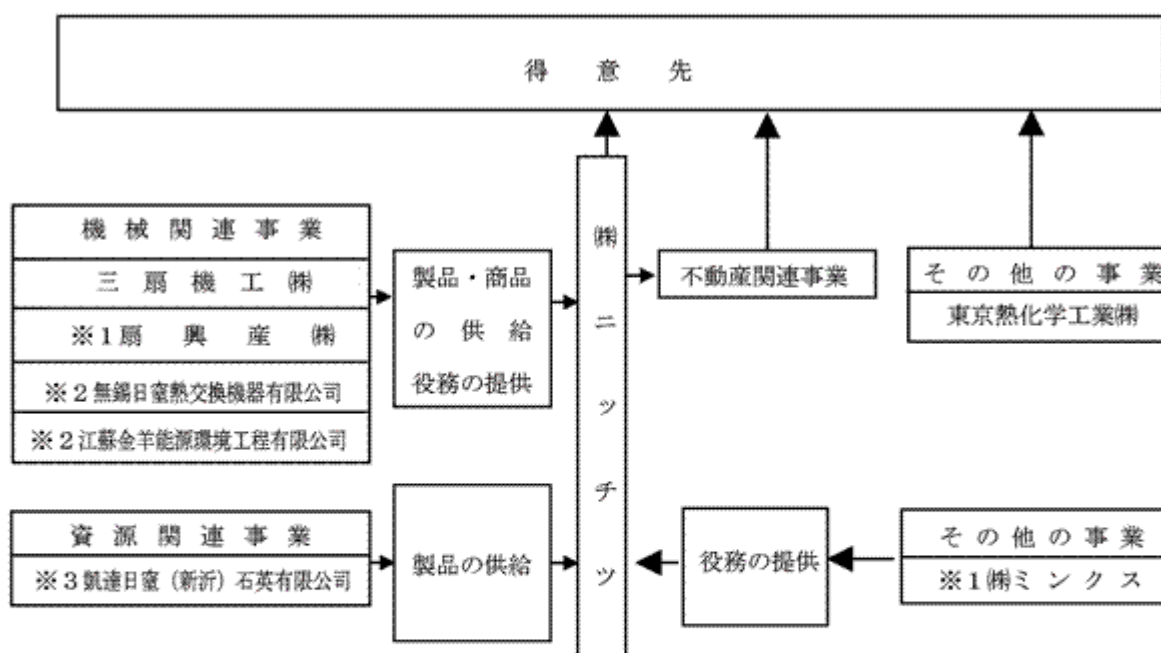 得意先
機械関連事業
三扇機工㈱
※1扇興産㈱
※2無錫日窒熱交換機器有限公司
※2江蘇金羊能源環境工程有限公司
製品・商品
の供給
役務の提供
㈱ニッチツ
不動産関連事業
その他の事業
東京熱化学工業㈱
資源関連事業
※3凱達日窒（新沂）石英有限公司
製品の供給
役務の提供
その他の事業
※1㈱ミンクス